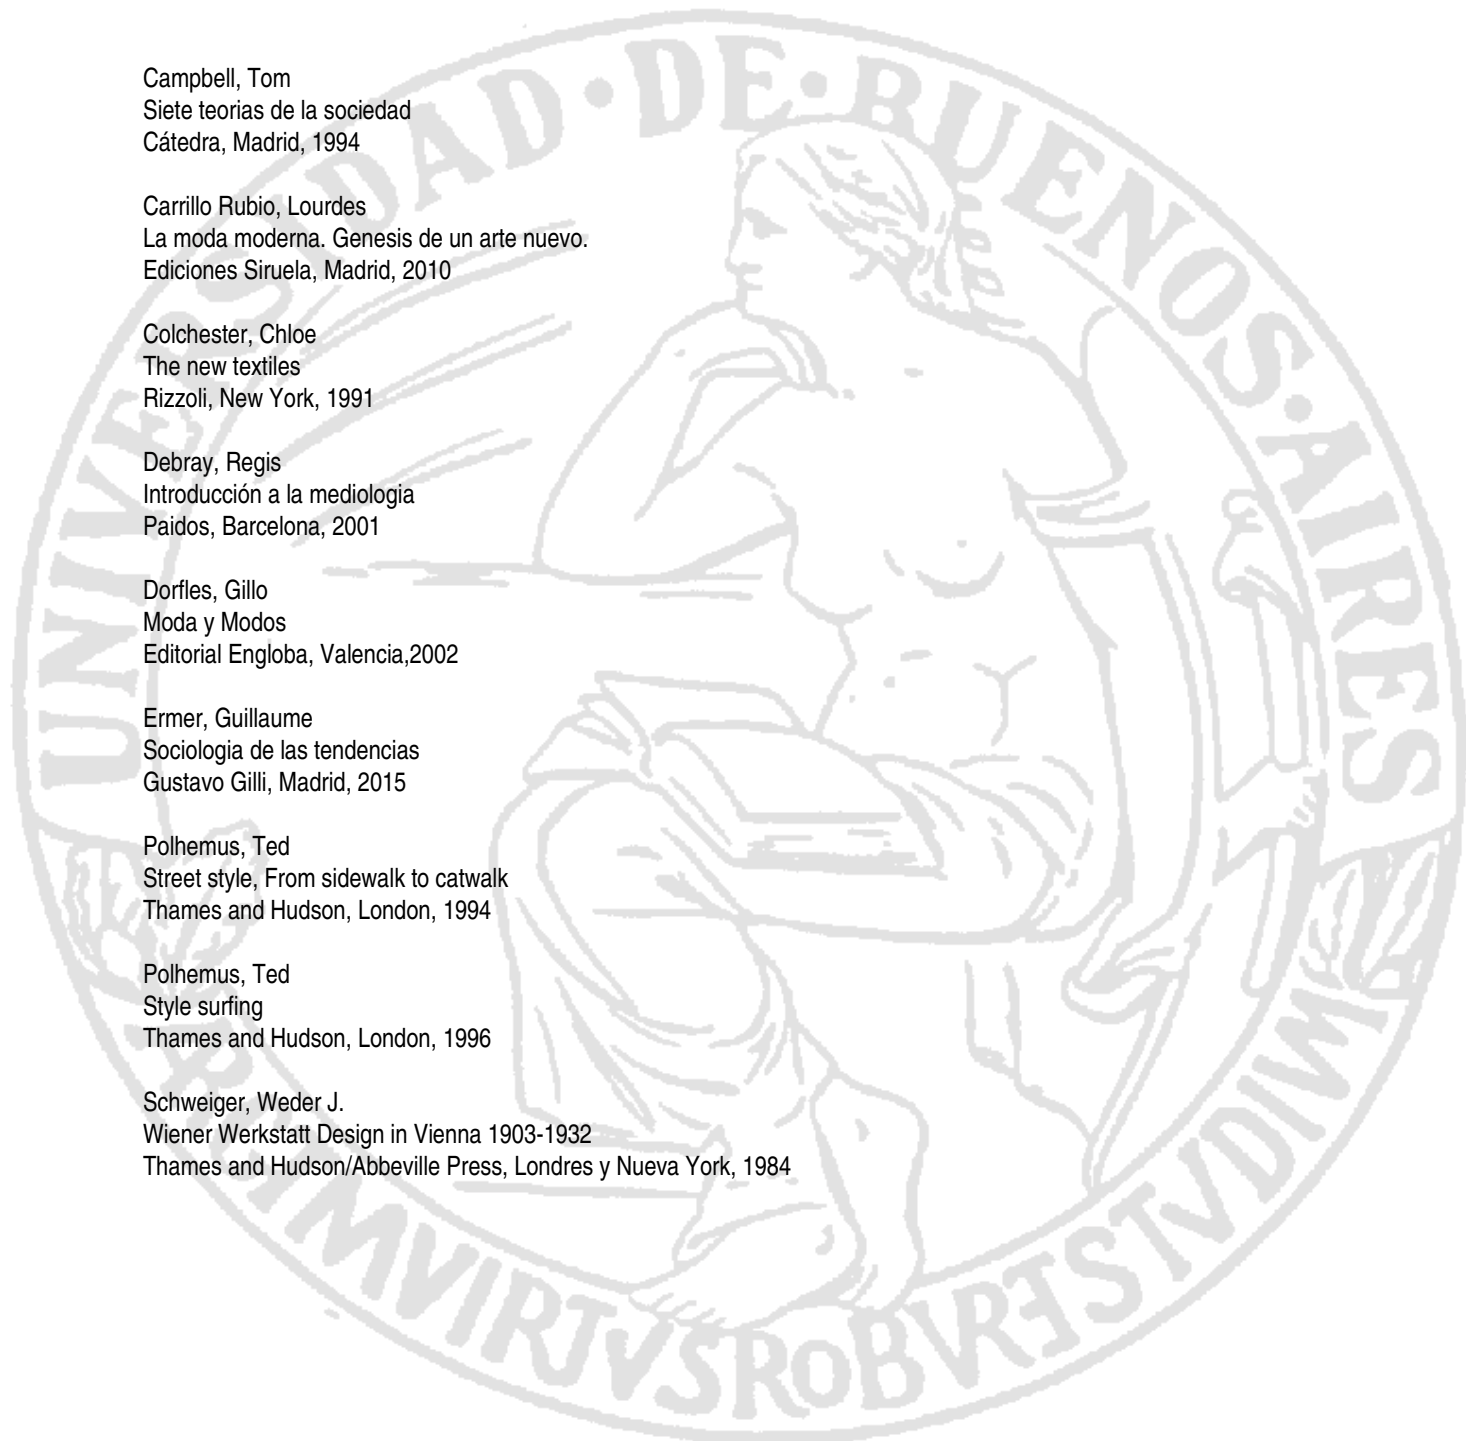 Campbell, Tom
Siete teorias de la sociedad
Cátedra, Madrid, 1994
Carrillo Rubio, Lourdes
La moda moderna. Genesis de un arte nuevo.
Ediciones Siruela, Madrid, 2010
Colchester, Chloe
The new textiles
Rizzoli, New York, 1991
Debray, Regis
Introducción a la mediologia
Paidos, Barcelona, 2001
Dorfles, Gillo
Moda y Modos
Editorial Engloba, Valencia,2002
Ermer, Guillaume
Sociologia de las tendencias
Gustavo Gilli, Madrid, 2015
Polhemus, Ted
Street style, From sidewalk to catwalk
Thames and Hudson, London, 1994
Polhemus, Ted
Style surfing
Thames and Hudson, London, 1996
Schweiger, Weder J.
Wiener Werkstatt Design in Vienna 1903-1932
Thames and Hudson/Abbeville Press, Londres y Nueva York, 1984
UNIVERSIDAD·DE·BUENOS·AIRES
ARGTMVIRTVSROBVRETSTVDIVM